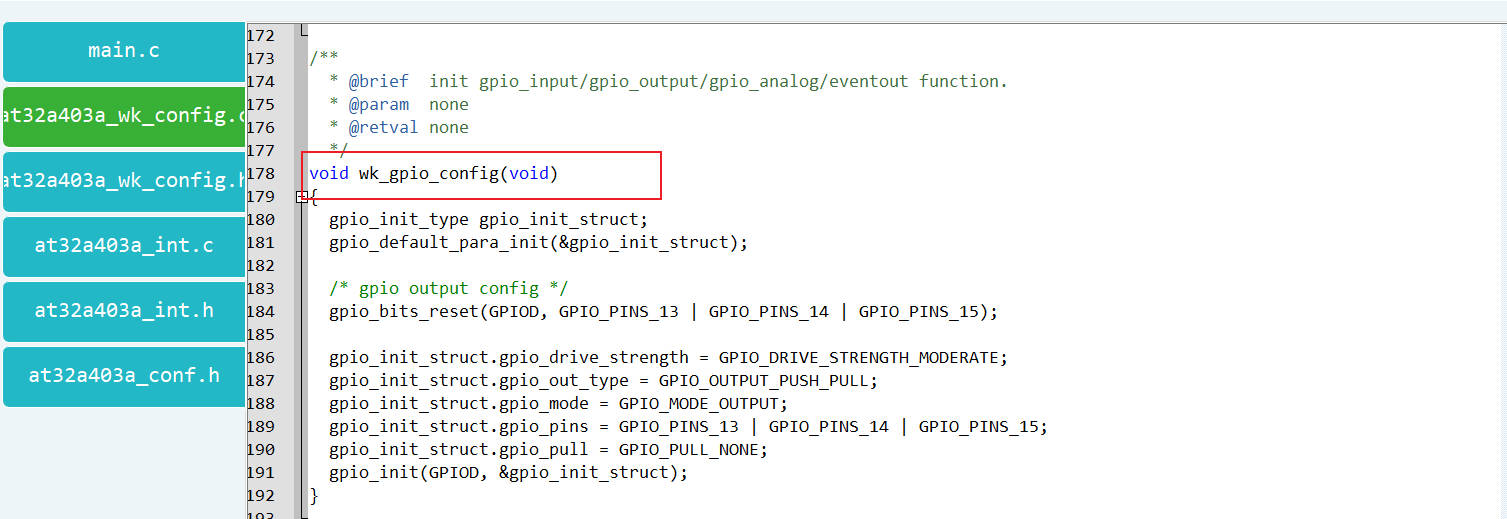 main.c
at32a403a_wk_config.c
at32a403a_wk_config.h
at32a403a_int.c
at32a403a_int.h
at32a403a_conf.h
172
173 /**
174 * @brief init gpio_input/gpio_output/gpio_analog/eventout function.
175 * @param none
176 * @retval none
177 */
178 void wk_gpio_config(void)
179 {
180 gpio_init_type gpio_init_struct;
181 gpio_default_para_init(&gpio_init_struct);
182
183 /* gpio output config */
184 gpio_bits_reset(GPIOD, GPIO_PINS_13 | GPIO_PINS_14 | GPIO_PINS_15);
185
186 gpio_init_struct.gpio_drive_strength = GPIO_DRIVE_STRENGTH_MODERATE;
187 gpio_init_struct.gpio_out_type = GPIO_OUTPUT_PUSH_PULL;
188 gpio_init_struct.gpio_mode = GPIO_MODE_OUTPUT;
189 gpio_init_struct.gpio_pins = GPIO_PINS_13 | GPIO_PINS_14 | GPIO_PINS_15;
190 gpio_init_struct.gpio_pull = GPIO_PULL_NONE;
191 gpio_init(GPIOD, &gpio_init_struct);
192 }
193